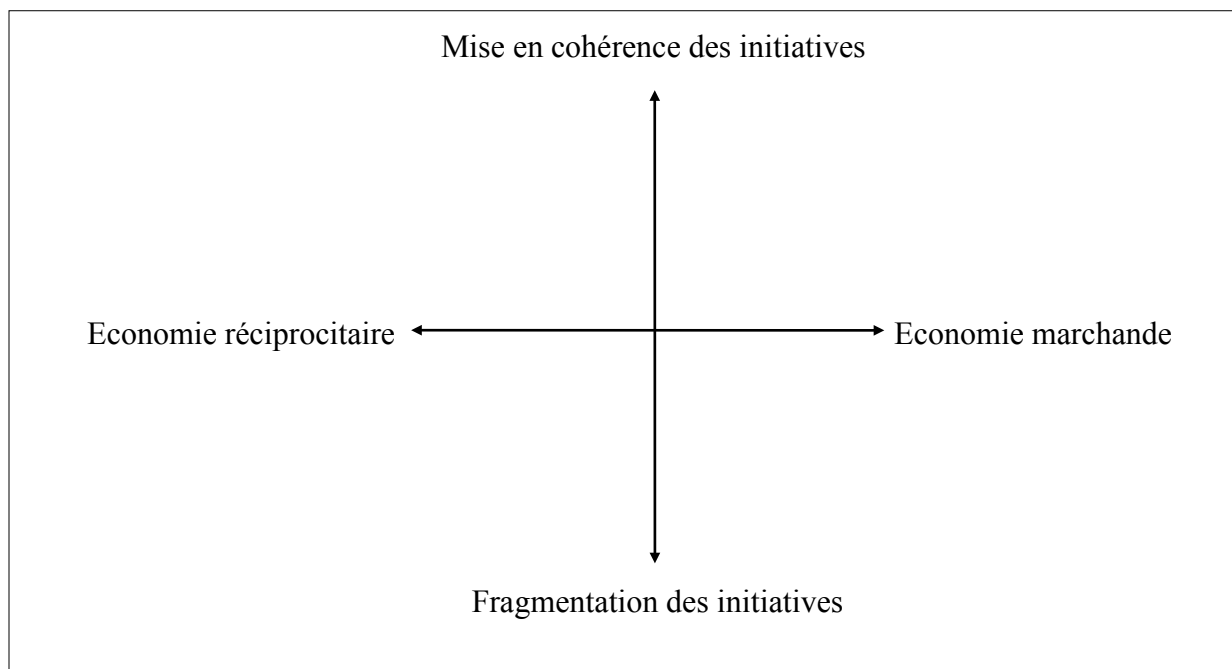 Mise en cohérence des initiatives
Economie réciprocitaire
Economie marchande
Fragmentation des initiatives